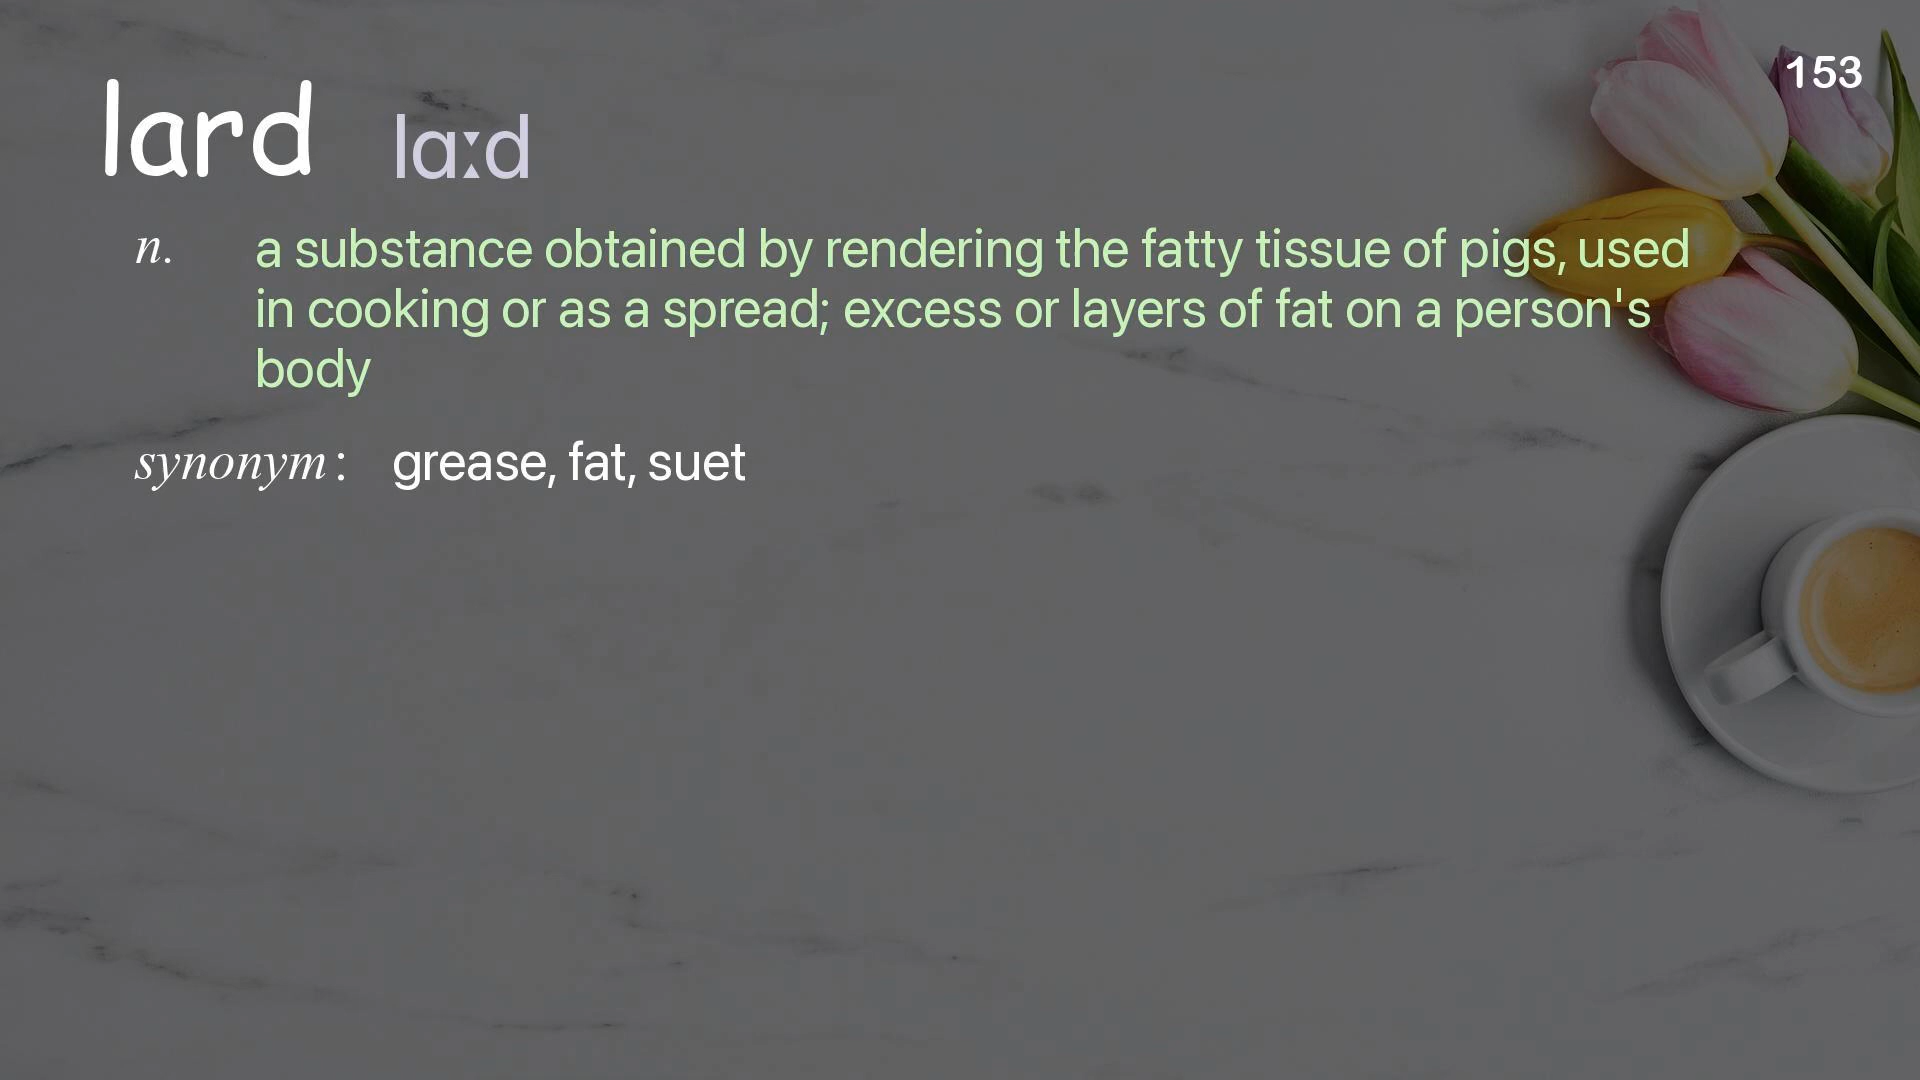 153
lard lɑːd
n. a substance obtained by rendering the fatty tissue of pigs, used
in cooking or as a spread; excess or layers of fat on a person's
body
synonym: grease, fat, suet